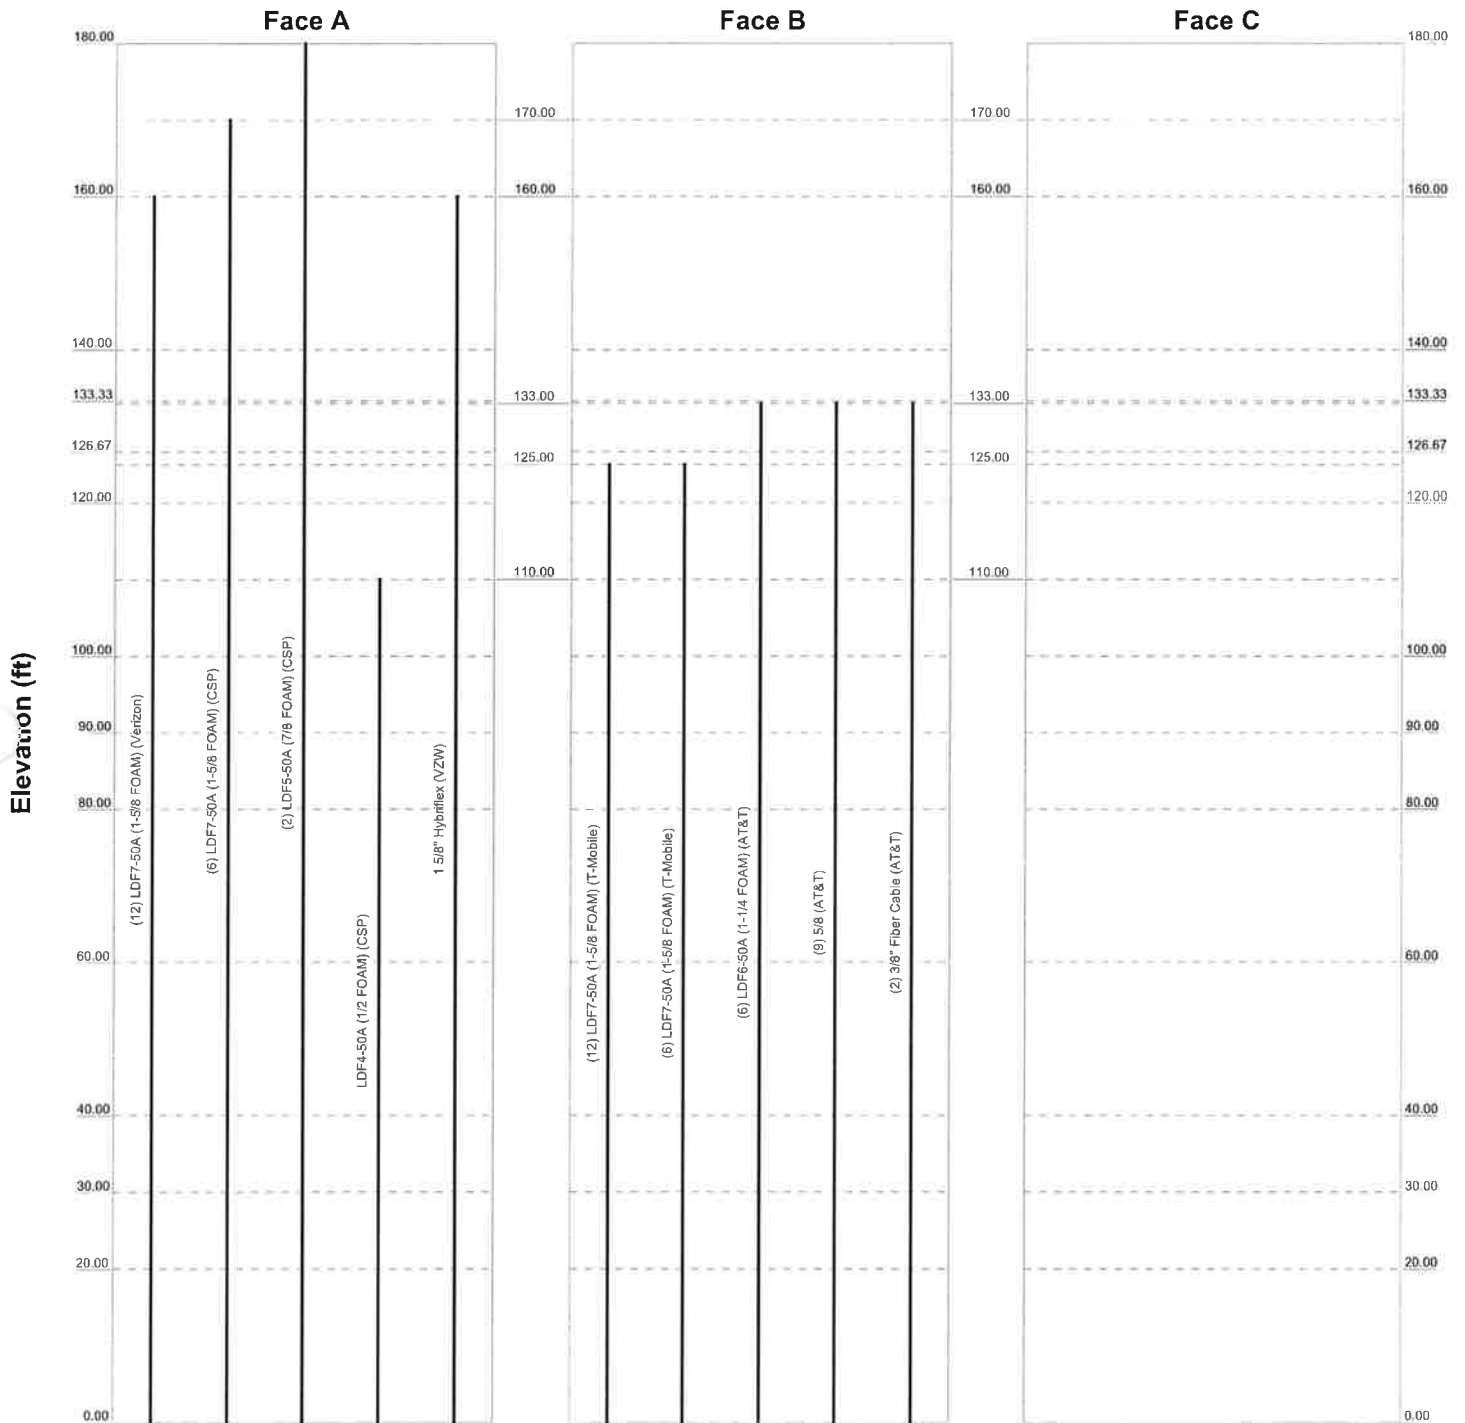 Face A
Face B
Face C
180.00
180.00
170.00
170.00
160.00
160.00
160.00
160.00
140.00
140.00
133.33
133.00
133.00
133.33
126.67
126.67
125.00
125.00
120.00
120.00
110.00
110.00
100.00
100.00
90.00
90.00
80.00
80.00
60.00
60.00
40.00
40.00
30.00
30.00
20.00
20.00
0.00
0.00
Elevation (ft)
(12) LDF7-50A (1-5/8 FOAM) (Verizon)
(6) LDF7-50A (1-5/8 FOAM) (CSP)
(2) LDF5-50A (7/8 FOAM) (CSP)
LDF4-50A (1/2 FOAM) (CSP)
1 5/8" Hybriflex (VZW)
(12) LDF7-50A (1-5/8 FOAM) (T-Mobile)
(6) LDF7-50A (1-5/8 FOAM) (T-Mobile)
(6) LDF6-50A (1-1/4 FOAM) (AT&T)
(9) 5/8 (AT&T)
(2) 3/8" Fiber Cable (AT&T)